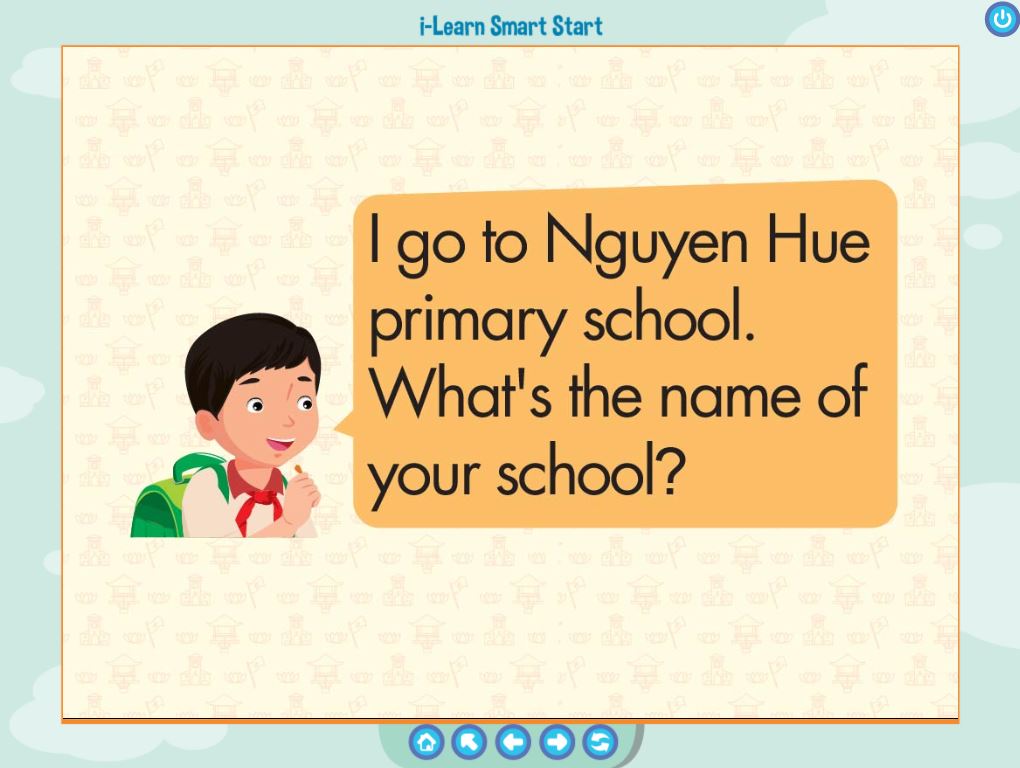 i-Learn Smart Start
I go to Nguyen Hue
primary school.
What's the name of
your school?